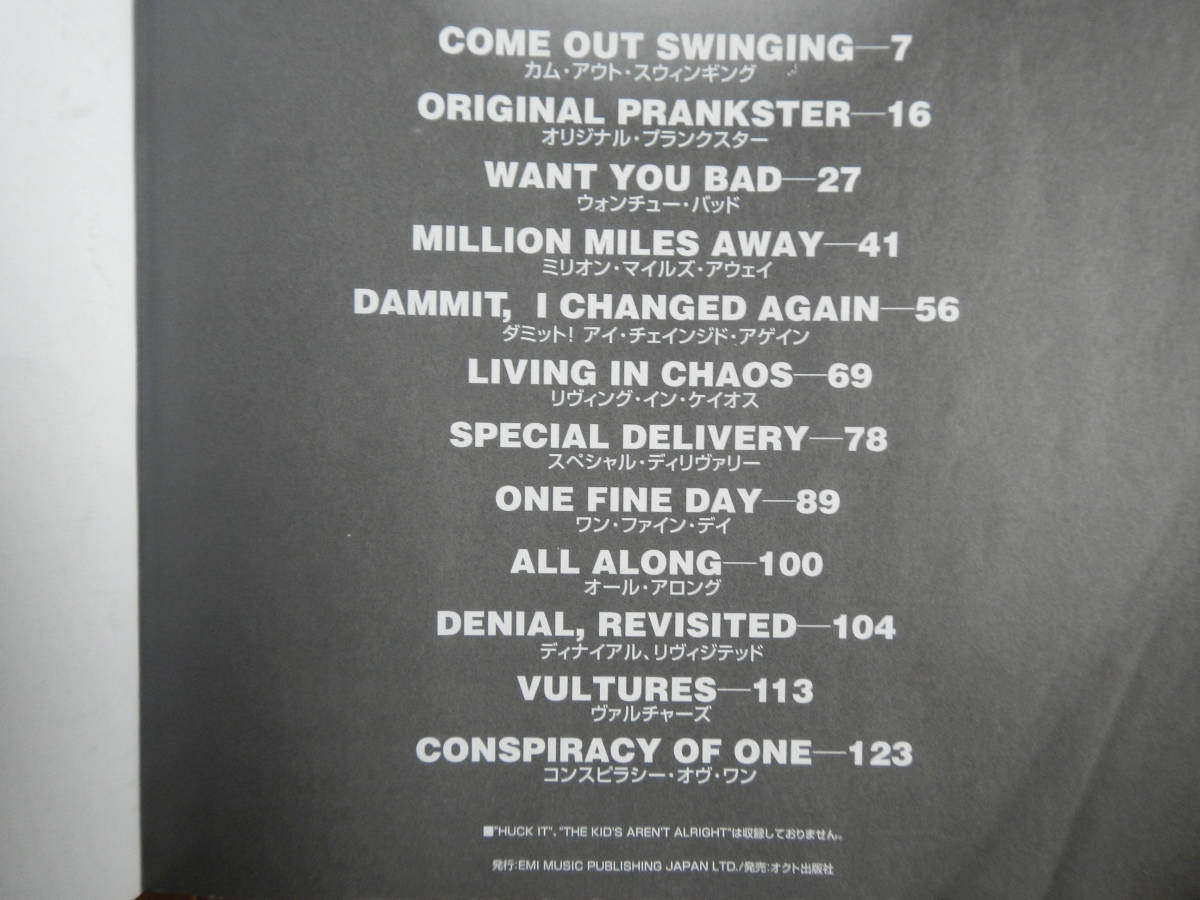 COME OUT SWINGING—7
カム・アウト・スウィンギング
ORIGINAL PRANKSTER—16
オリジナル・プランクスター
WANT YOU BAD—27
ウォンチュー・バッド
MILLION MILES AWAY—41
ミリオン・マイルズ・アウェイ
DAMMIT, I CHANGED AGAIN—56
ダミット! アイ・チェインジド・アゲイン
LIVING IN CHAOS—69
リヴィング・イン・ケイオス
SPECIAL DELIVERY—78
スペシャル・ディリヴァリー
ONE FINE DAY—89
ワン・ファイン・デイ
ALL ALONG—100
オール・アロング
DENIAL, REVISITED—104
ディナイアル、リヴィジテッド
VULTURES—113
ヴァルチャーズ
CONSPIRACY OF ONE—123
コンスピラシー・オヴ・ワン
■"HUCK IT"、"THE KID'S AREN'T ALRIGHT"は収録しておりません。
発行:EMI MUSIC PUBLISHING JAPAN LTD./発売:オクト出版社